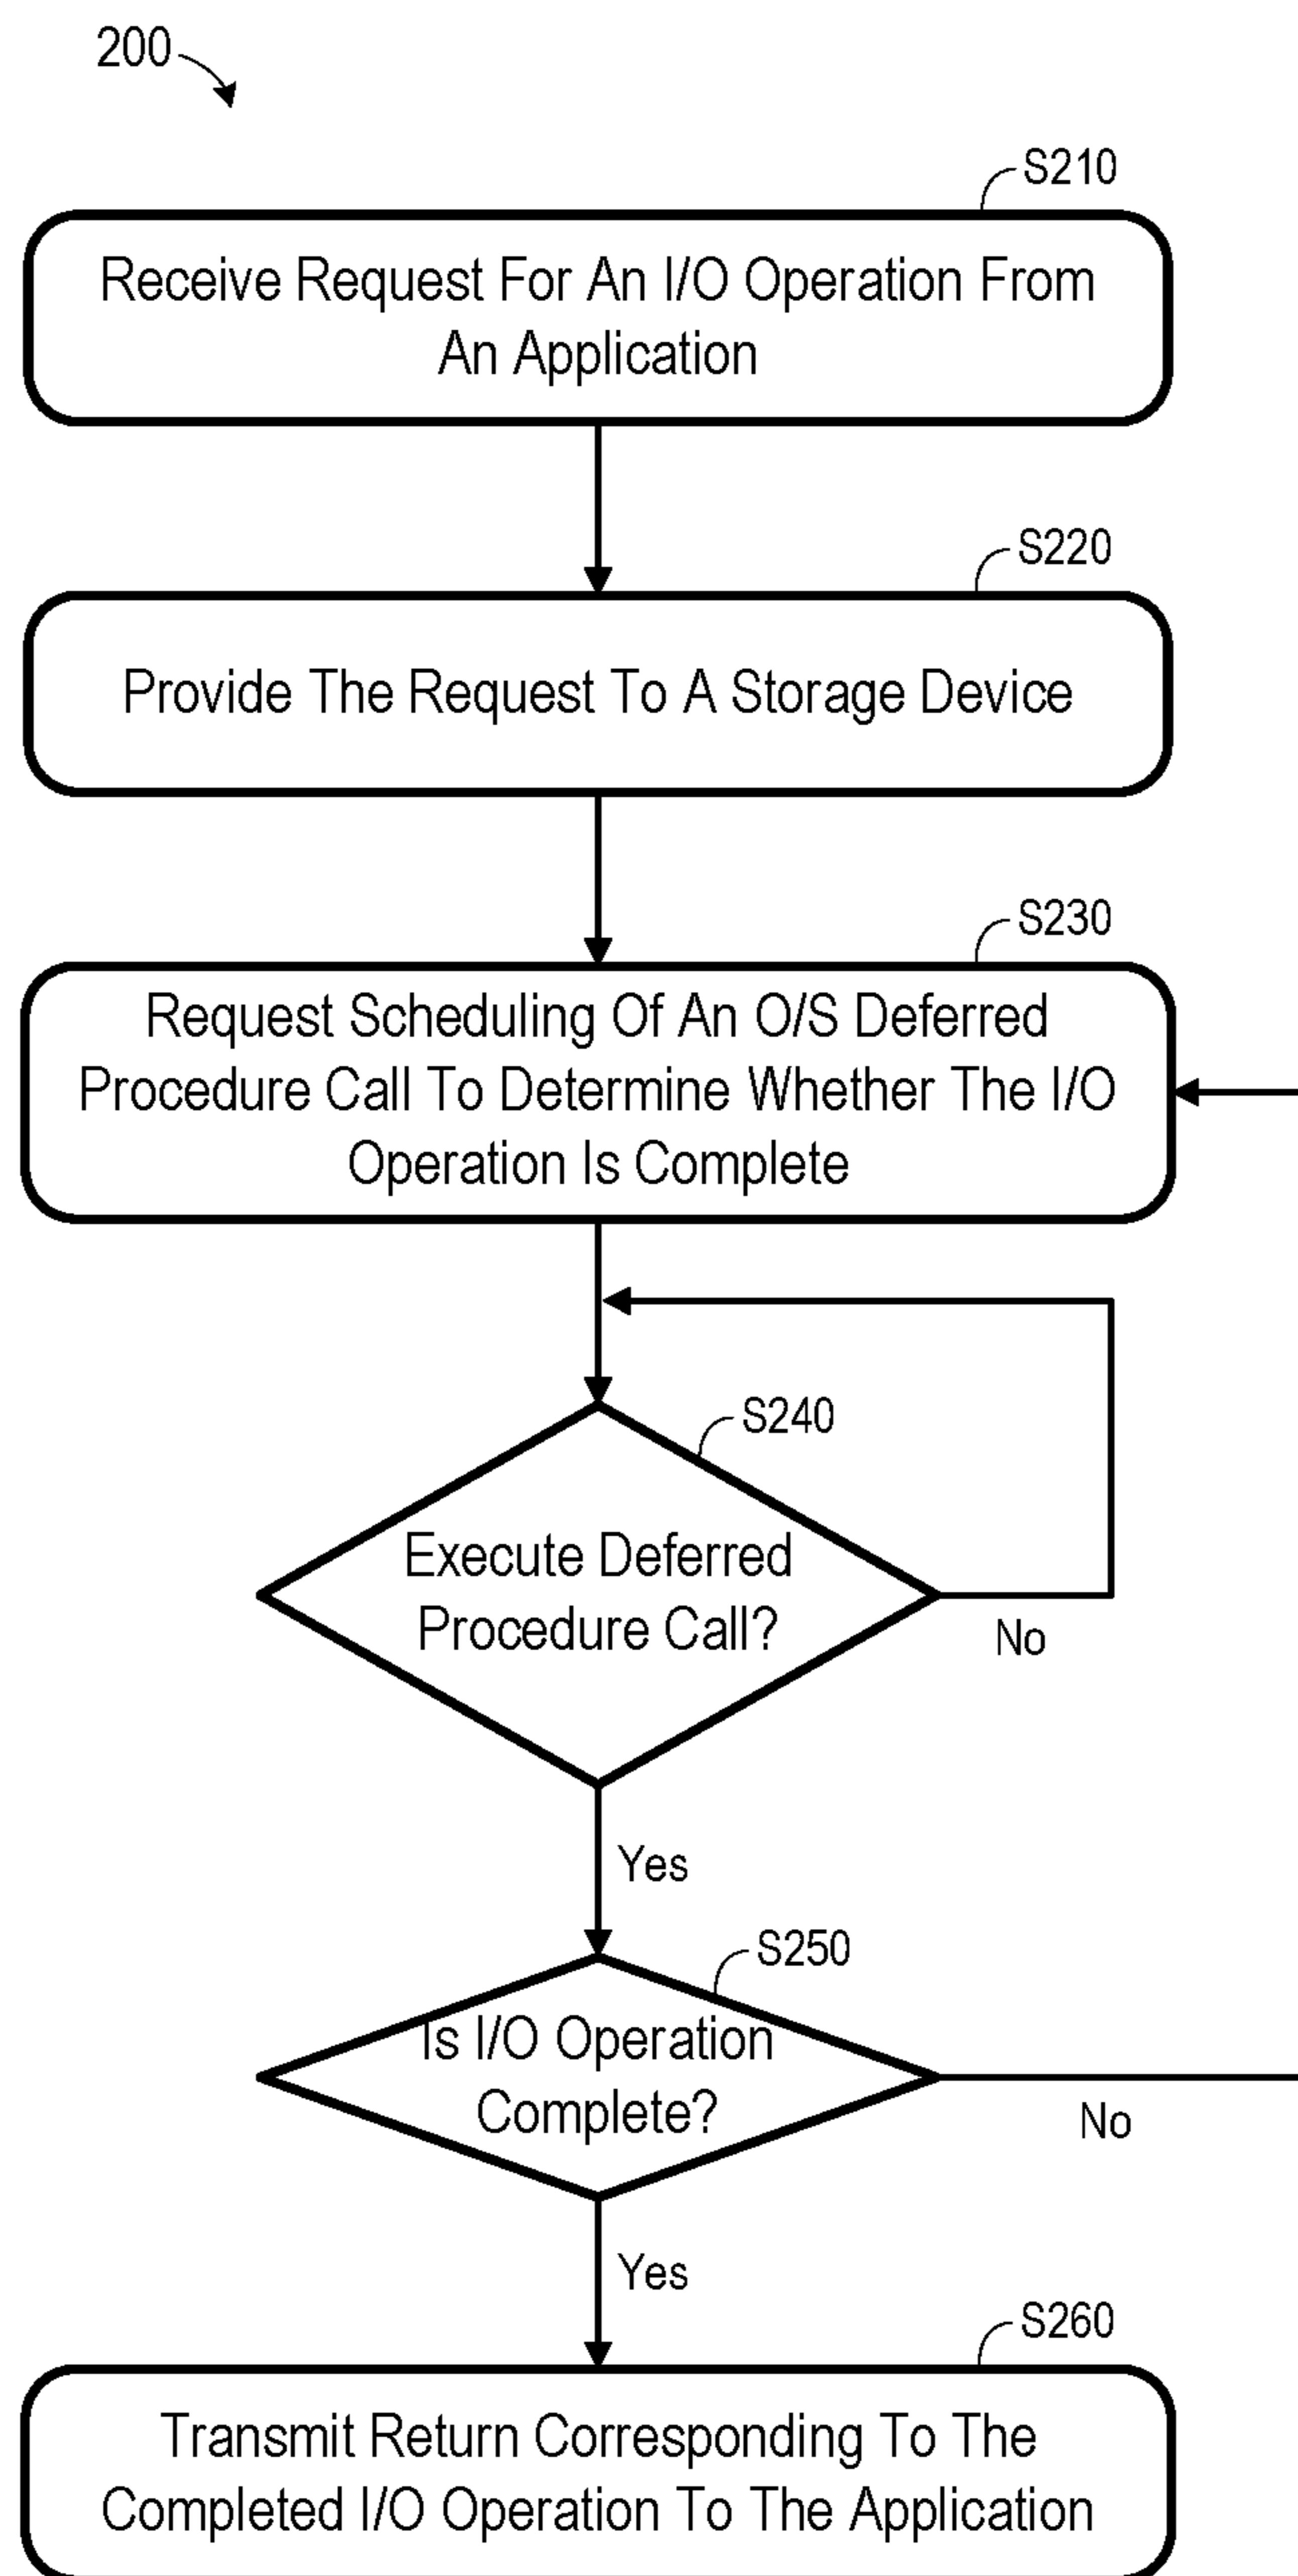 200
S210
Receive Request For An I/O Operation From
An Application
S220
Provide The Request To A Storage Device
S230
Request Scheduling Of An O/S Deferred
Procedure Call To Determine Whether The I/O
Operation Is Complete
S240
Execute Deferred
Procedure Call?
No
Yes
S250
Is I/O Operation
Complete?
No
Yes
S260
Transmit Return Corresponding To The
Completed I/O Operation To The Application